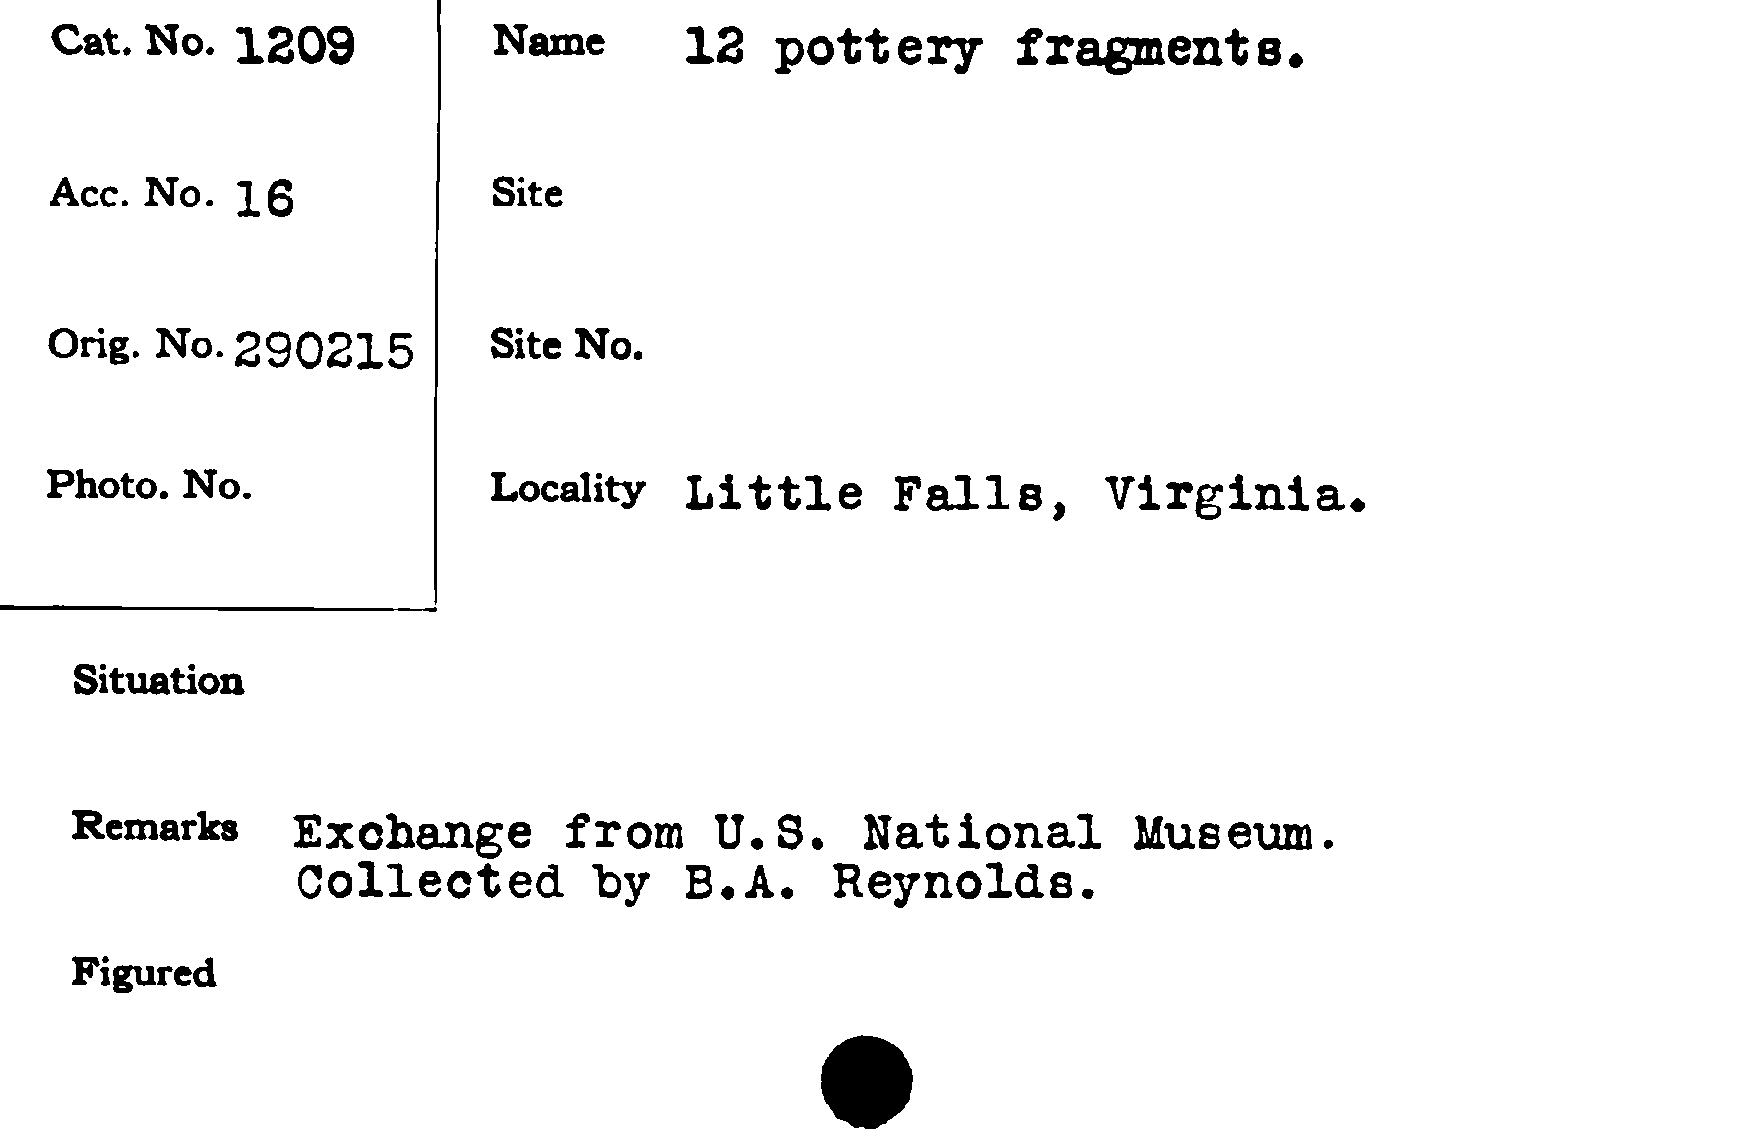 Cat. No. 1209
Name 12 pottery fragments.
Acc. No. 16
Site
Orig. No. 290215
Site No.
Photo. No.
Locality Little Falls, Virginia.
Situation
Remarks Exchange from U.S. National Museum.
Collected by B.A. Reynolds.
Figured